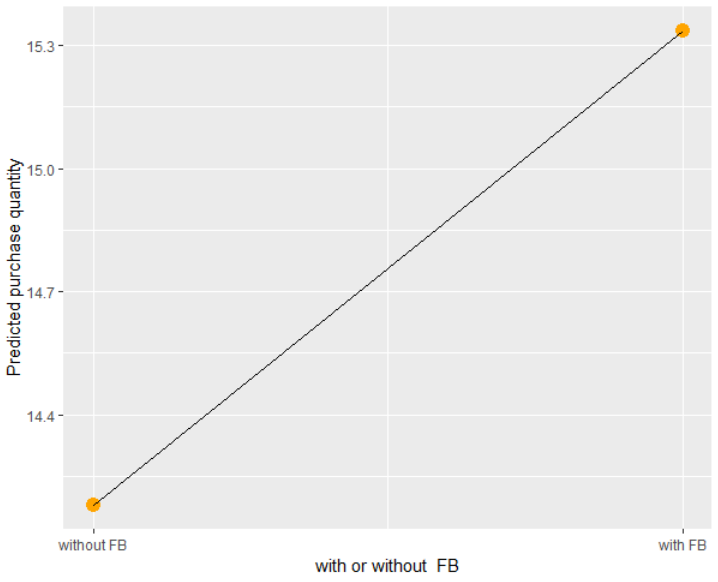 Predicted purchase quantity
15.3
15.0
14.7
14.4
without FB
with FB
with or without  FB